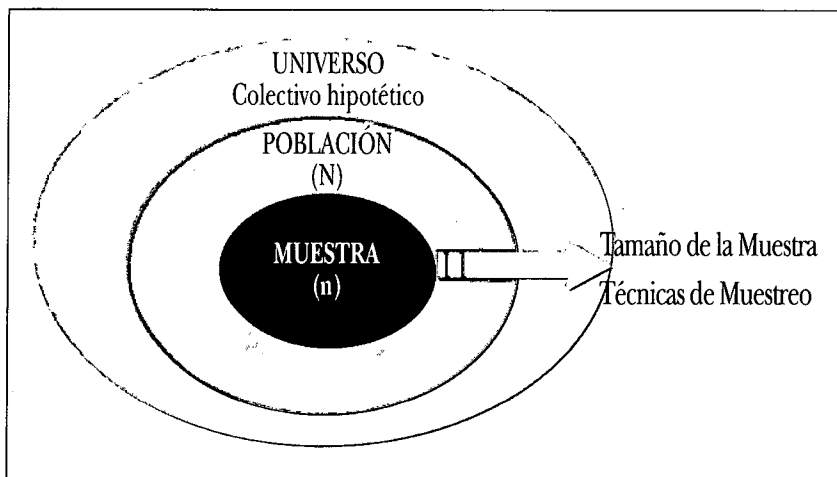 UNIVERSO
Colectivo hipotético
POBLACIÓN
(N)
MUESTRA
(n)
Tamaño de la Muestra
Técnicas de Muestreo